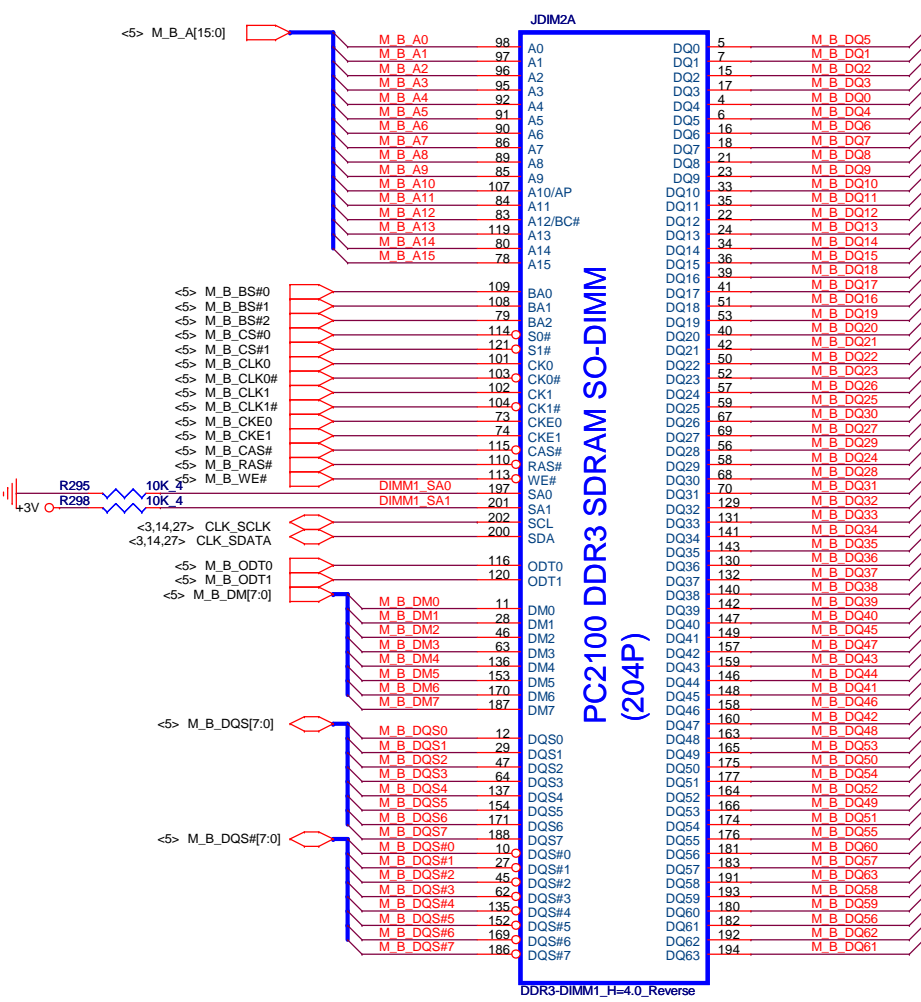 JDIM2A
<5> M_B_A[15:0]
M_B_A0 98 A0
M_B_A1 97 A1
M_B_A2 96 A2
M_B_A3 95 A3
M_B_A4 92 A4
M_B_A5 91 A5
M_B_A6 90 A6
M_B_A7 86 A7
M_B_A8 89 A8
M_B_A9 85 A9
M_B_A10 107 A10/AP
M_B_A11 84 A11
M_B_A12 83 A12/BC#
M_B_A13 119 A13
M_B_A14 80 A14
M_B_A15 78 A15
<5> M_B_BS#0 109 BA0
<5> M_B_BS#1 108 BA1
<5> M_B_BS#2 79 BA2
<5> M_B_CS#0 114 S0#
<5> M_B_CS#1 121 S1#
<5> M_B_CLK0 101 CK0
<5> M_B_CLK0# 103 CK0#
<5> M_B_CLK1 102 CK1
<5> M_B_CLK1# 104 CK1#
<5> M_B_CKE0 73 CKE0
<5> M_B_CKE1 74 CKE1
<5> M_B_CAS# 115 CAS#
<5> M_B_RAS# 110 RAS#
<5> M_B_WE# 113 WE#
R295 10K_4 DIMM1_SA0 197 SA0
+3V R298 10K_4 DIMM1_SA1 201 SA1
<3,14,27> CLK_SCLK 202 SCL
<3,14,27> CLK_SDATA 200 SDA
<5> M_B_ODT0 116 ODT0
<5> M_B_ODT1 120 ODT1
<5> M_B_DM[7:0]
M_B_DM0 11 DM0
M_B_DM1 28 DM1
M_B_DM2 46 DM2
M_B_DM3 63 DM3
M_B_DM4 136 DM4
M_B_DM5 153 DM5
M_B_DM6 170 DM6
M_B_DM7 187 DM7
<5> M_B_DQS[7:0]
M_B_DQS0 12 DQS0
M_B_DQS1 29 DQS1
M_B_DQS2 47 DQS2
M_B_DQS3 64 DQS3
M_B_DQS4 137 DQS4
M_B_DQS5 154 DQS5
M_B_DQS6 171 DQS6
M_B_DQS7 188 DQS7
<5> M_B_DQS#[7:0]
M_B_DQS#0 10 DQS#0
M_B_DQS#1 27 DQS#1
M_B_DQS#2 45 DQS#2
M_B_DQS#3 62 DQS#3
M_B_DQS#4 135 DQS#4
M_B_DQS#5 152 DQS#5
M_B_DQS#6 169 DQS#6
M_B_DQS#7 186 DQS#7
PC2100 DDR3 SDRAM SO-DIMM
(204P)
DQ0 5 M_B_DQ5
DQ1 7 M_B_DQ1
DQ2 15 M_B_DQ2
DQ3 17 M_B_DQ3
DQ4 4 M_B_DQ0
DQ5 6 M_B_DQ4
DQ6 16 M_B_DQ6
DQ7 18 M_B_DQ7
DQ8 21 M_B_DQ8
DQ9 23 M_B_DQ9
DQ10 33 M_B_DQ10
DQ11 35 M_B_DQ11
DQ12 22 M_B_DQ12
DQ13 24 M_B_DQ13
DQ14 34 M_B_DQ14
DQ15 36 M_B_DQ15
DQ16 39 M_B_DQ18
DQ17 41 M_B_DQ17
DQ18 51 M_B_DQ16
DQ19 53 M_B_DQ19
DQ20 40 M_B_DQ20
DQ21 42 M_B_DQ21
DQ22 50 M_B_DQ22
DQ23 52 M_B_DQ23
DQ24 57 M_B_DQ26
DQ25 59 M_B_DQ25
DQ26 67 M_B_DQ30
DQ27 69 M_B_DQ27
DQ28 56 M_B_DQ29
DQ29 58 M_B_DQ24
DQ30 68 M_B_DQ28
DQ31 70 M_B_DQ31
DQ32 129 M_B_DQ32
DQ33 131 M_B_DQ33
DQ34 141 M_B_DQ34
DQ35 143 M_B_DQ35
DQ36 130 M_B_DQ36
DQ37 132 M_B_DQ37
DQ38 140 M_B_DQ38
DQ39 142 M_B_DQ39
DQ40 147 M_B_DQ40
DQ41 149 M_B_DQ45
DQ42 157 M_B_DQ47
DQ43 159 M_B_DQ43
DQ44 146 M_B_DQ44
DQ45 148 M_B_DQ41
DQ46 158 M_B_DQ46
DQ47 160 M_B_DQ42
DQ48 163 M_B_DQ48
DQ49 165 M_B_DQ53
DQ50 175 M_B_DQ50
DQ51 177 M_B_DQ54
DQ52 164 M_B_DQ52
DQ53 166 M_B_DQ49
DQ54 174 M_B_DQ51
DQ55 176 M_B_DQ55
DQ56 181 M_B_DQ60
DQ57 183 M_B_DQ57
DQ58 191 M_B_DQ63
DQ59 193 M_B_DQ58
DQ60 180 M_B_DQ59
DQ61 182 M_B_DQ56
DQ62 192 M_B_DQ62
DQ63 194 M_B_DQ61
DDR3-DIMM1_H=4.0_Reverse